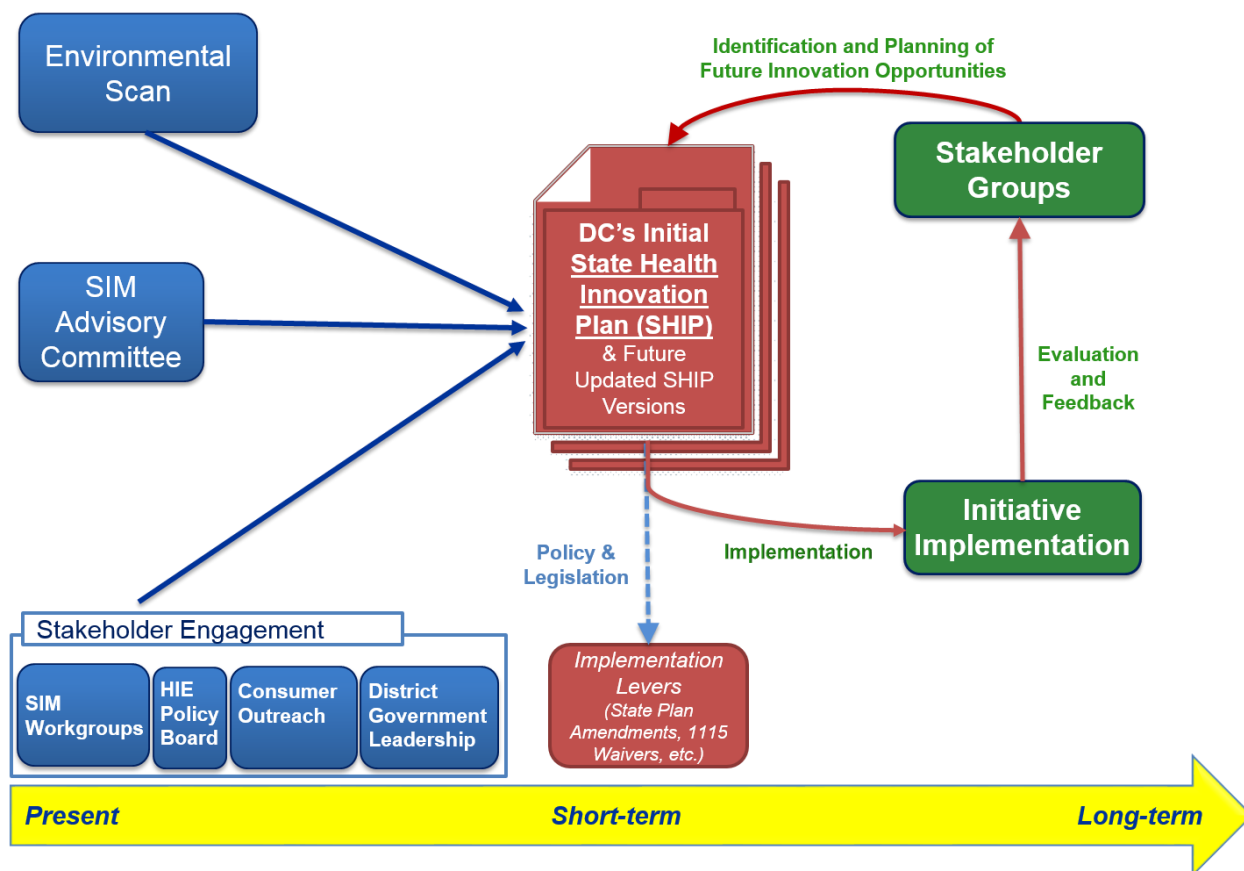 Environmental
Scan
Identification and Planning of
Future Innovation Opportunities
Stakeholder
Groups
DC’s Initial
State Health
Innovation
Plan (SHIP)
& Future
Updated SHIP
Versions
SIM
Advisory
Committee
Evaluation
and
Feedback
Initiative
Implementation
Implementation
Policy &
Legislation
Stakeholder Engagement
SIM
Workgroups
HIE
Policy
Board
Consumer
Outreach
District
Government
Leadership
Implementation
Levers
(State Plan
Amendments, 1115
Waivers, etc.)
Present
Short-term
Long-term